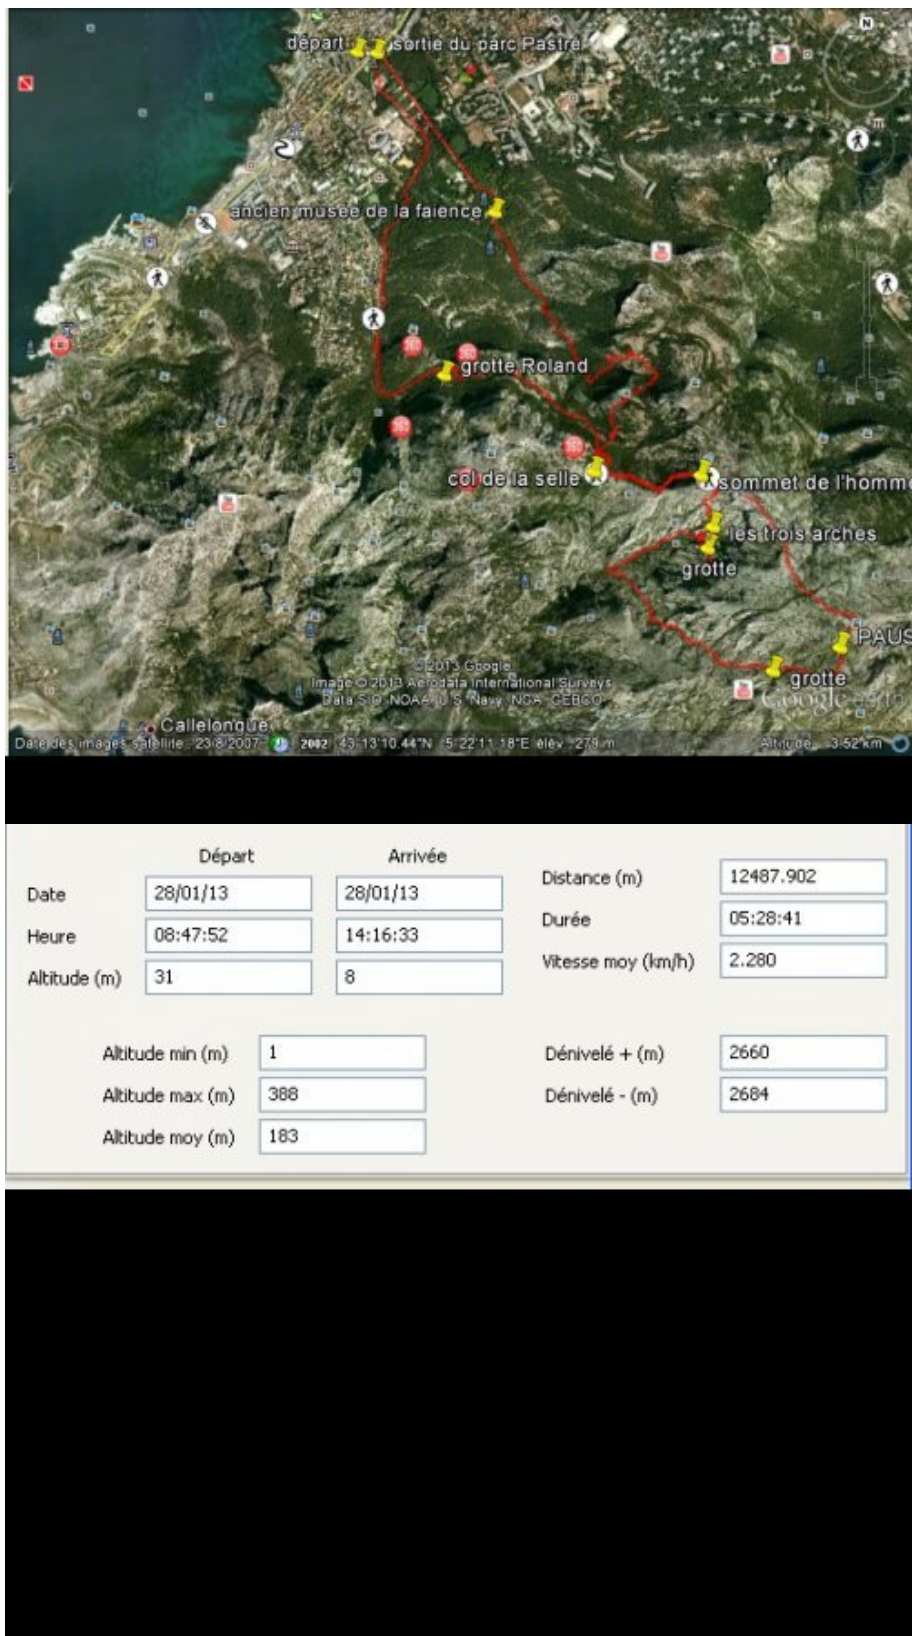 N
départ
sortie du parc Pastre
ancien musée de la faïence
grotte Roland
col de la selle
sommet de l'homme
les trois arches
grotte
PAUS
grotte
©2013 Google
Image © 2013 Aerodata International Surveys
Data SIO, NOAA, U.S. Navy, NGA, GEBCO
Google earth
Callelongue
Date des images satellite : 23/8/2007
2002
43°13'10.44"N
5°22'11.18"E
élév. 279 m
Altitude
3.52 km
Départ
Arrivée
Date
28/01/13
28/01/13
Heure
08:47:52
14:16:33
Altitude (m)
31
8
Distance (m)
12487.902
Durée
05:28:41
Vitesse moy (km/h)
2.280
Altitude min (m)
1
Altitude max (m)
388
Altitude moy (m)
183
Dénivelé + (m)
2660
Dénivelé - (m)
2684